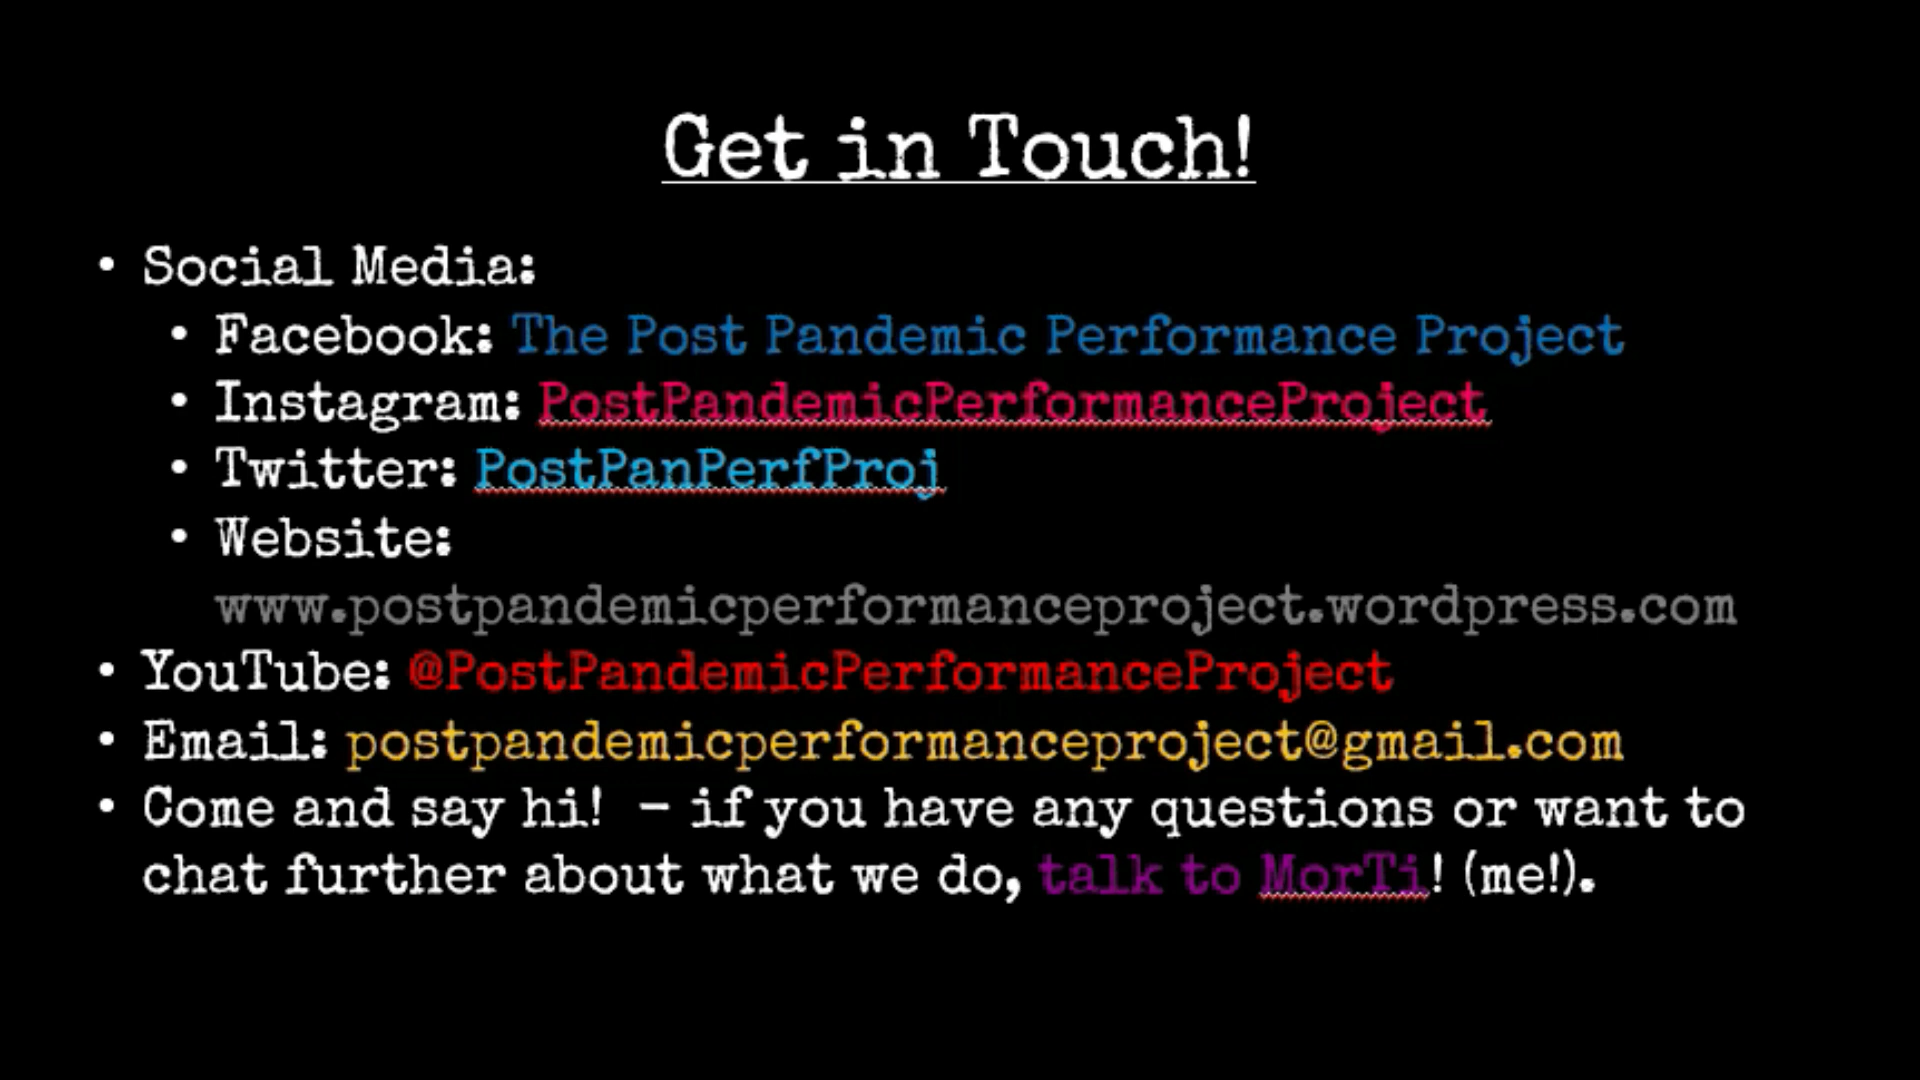 Get in Touch!
• Social Media:
• Facebook: The Post Pandemic Performance Project
• Instagram: PostPandemicPerformanceProject
• Twitter: PostPanPerfProj
• Website:
www.postpandemicperformanceproject.wordpress.com
• YouTube: @PostPandemicPerformanceProject
• Email: postpandemicperformanceproject@gmail.com
• Come and say hi! – if you have any questions or want to
chat further about what we do, talk to MorTi! (me!).